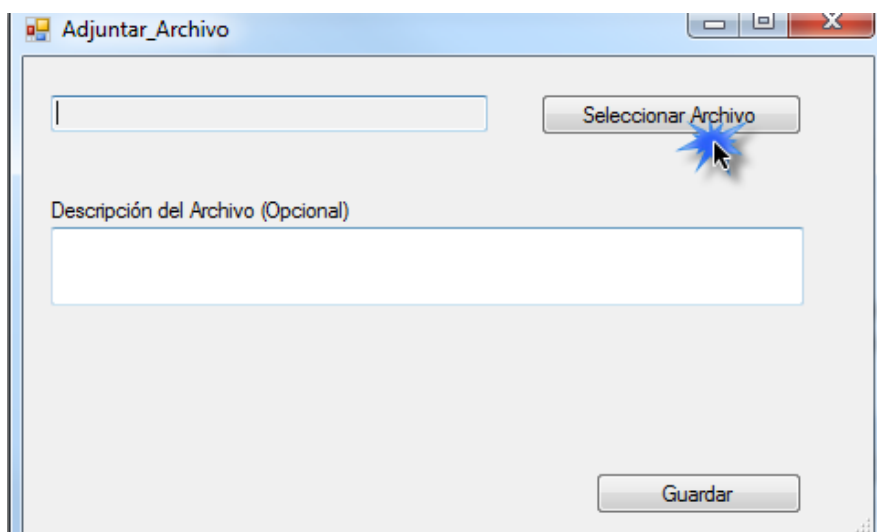 Adjuntar_Archivo
Seleccionar Archivo
Descripción del Archivo (Opcional)
Guardar